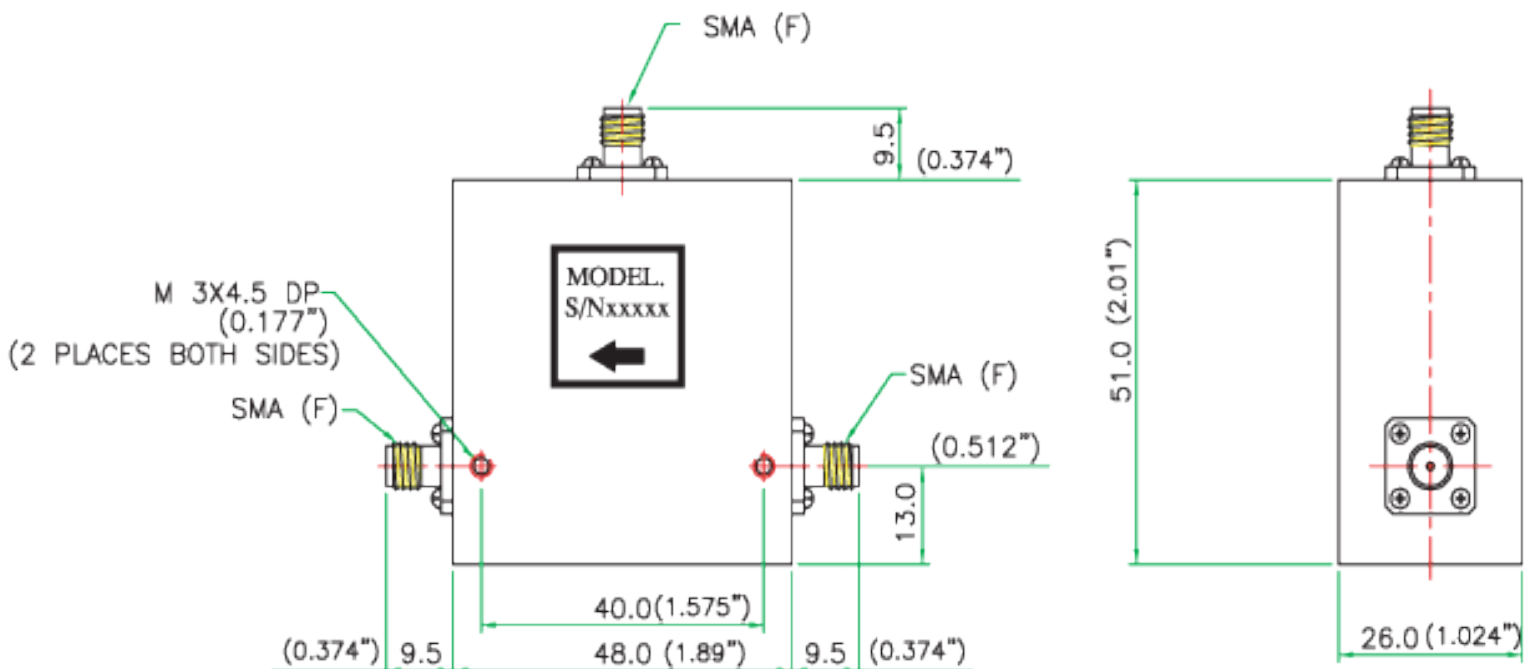 SMA (F)
9.5
(0.374")
M 3X4.5 DP
(0.177")
(2 PLACES BOTH SIDES)
MODEL.
S/Nxxxxx
SMA (F)
SMA (F)
(0.512")
13.0
40.0(1.575")
(0.374") 9.5 48.0 (1.89") 9.5 (0.374")
51.0 (2.01")
26.0 (1.024")